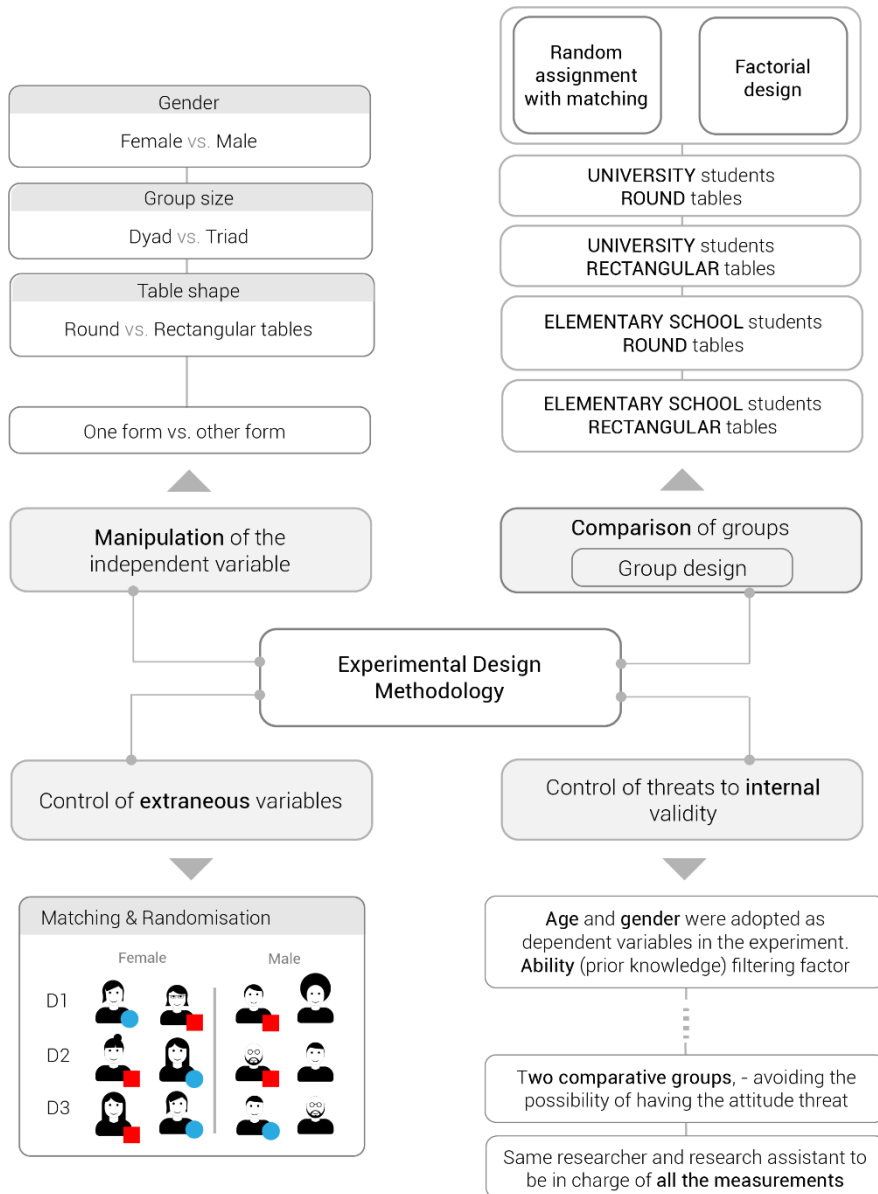 Gender
Female vs. Male
Group size
Dyad vs. Triad
Table shape
Round vs. Rectangular tables
One form vs. other form
Manipulation of the
independent variable
Random
assignment
with matching
Factorial
design
UNIVERSITY students
ROUND tables
UNIVERSITY students
RECTANGULAR tables
ELEMENTARY SCHOOL students
ROUND tables
ELEMENTARY SCHOOL students
RECTANGULAR tables
Comparison of groups
Group design
Experimental Design
Methodology
Control of extraneous variables
Matching & Randomisation
Female
Male
D1
D2
D3
Control of threats to internal
validity
Age and gender were adopted as
dependent variables in the experiment.
Ability (prior knowledge) filtering factor
Two comparative groups, - avoiding the
possibility of having the attitude threat
Same researcher and research assistant to
be in charge of all the measurements